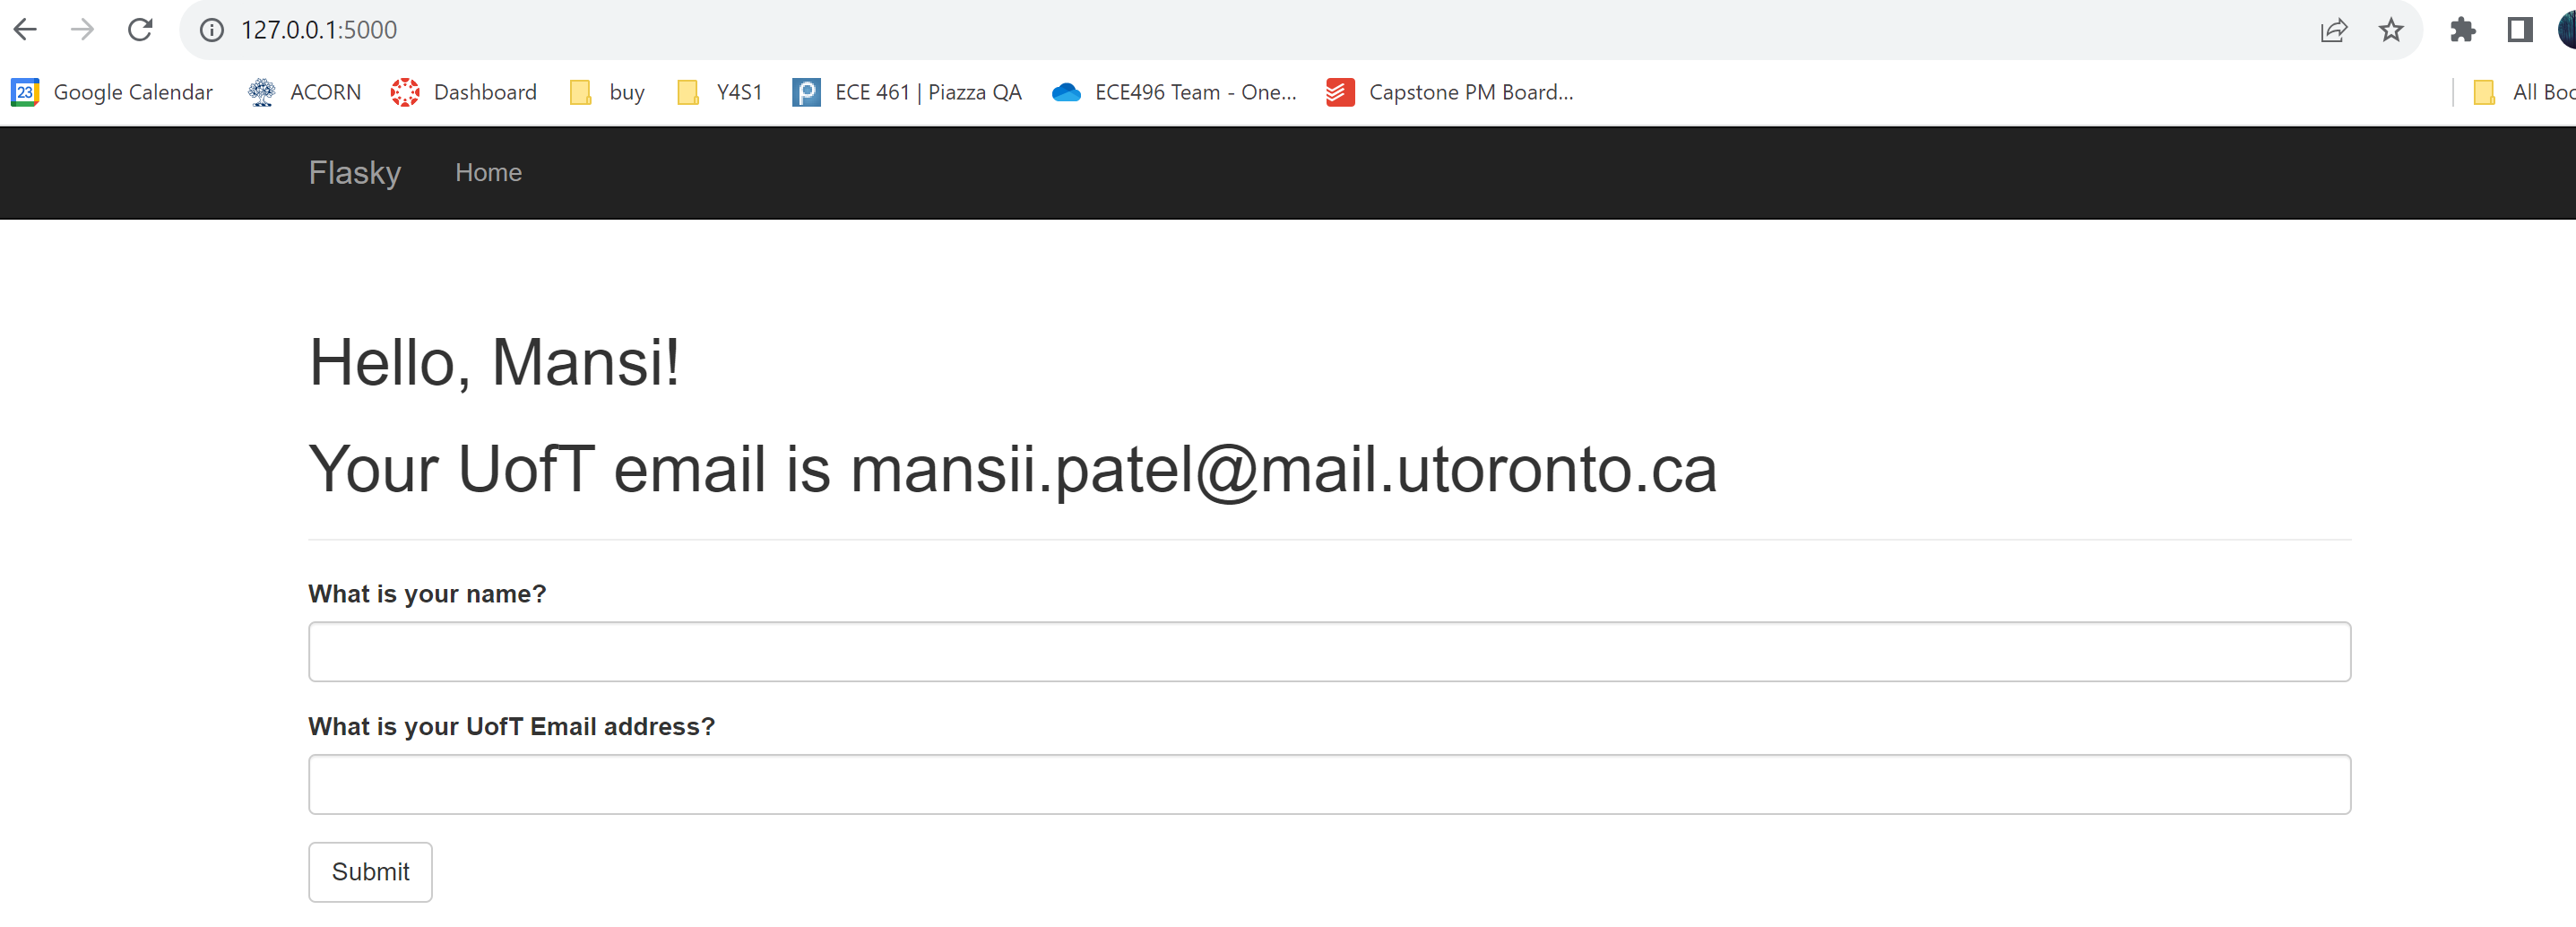 127.0.0.1:5000
23 Google Calendar ACORN Dashboard buy Y4S1 P ECE 461 | Piazza QA ECE496 Team - One... Capstone PM Board... All Boo
Flasky Home
Hello, Mansi!
Your UofT email is mansii.patel@mail.utoronto.ca
What is your name?
What is your UofT Email address?
Submit